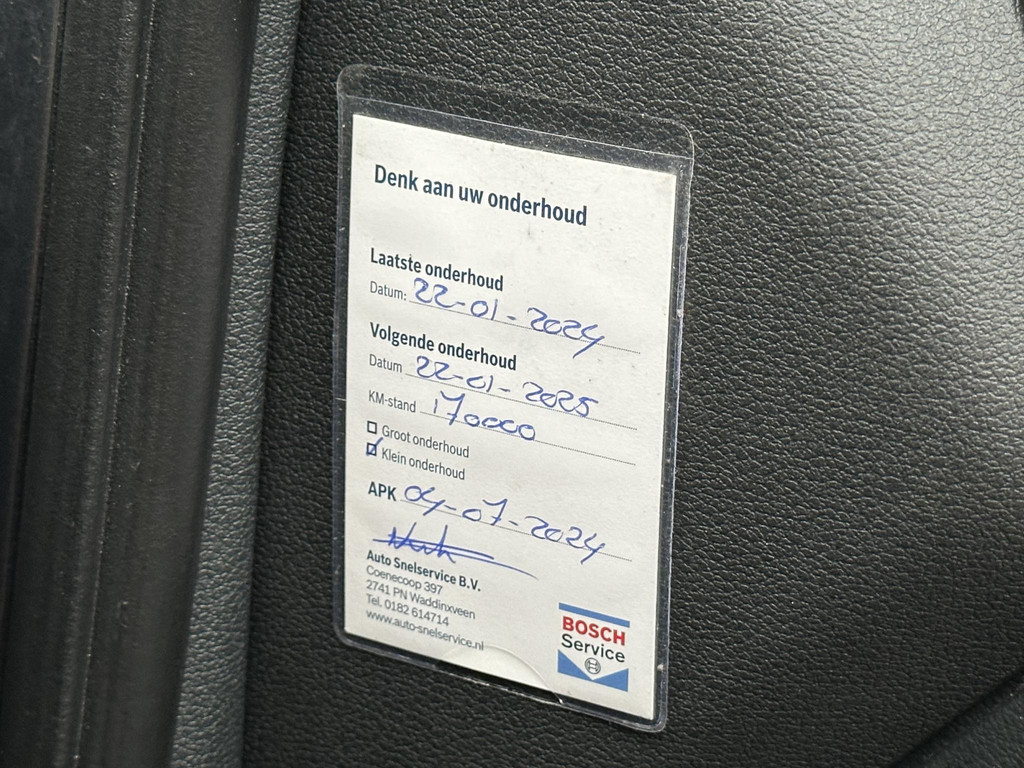 Denk aan uw onderhoud
Laatste onderhoud
Datum: 22-01-2024
Volgende onderhoud
Datum 22-01-2025
KM-stand 170000
Groot onderhoud
Klein onderhoud
APK 04-07-2024
Auto Snelservice B.V.
Coenecoop 397
2741 PN Waddinxveen
Tel. 0182 614714
www.auto-snelservice.nl
BOSCH
Service